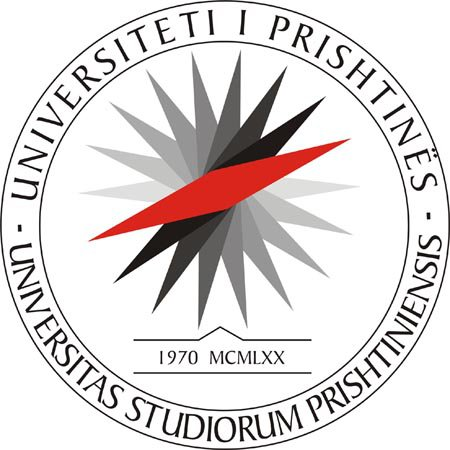 UNIVERSITETI I PRISHTINËS
1970 MCMLXX
- UNIVERSITAS STUDIORUM PRISHTINIENSIS -